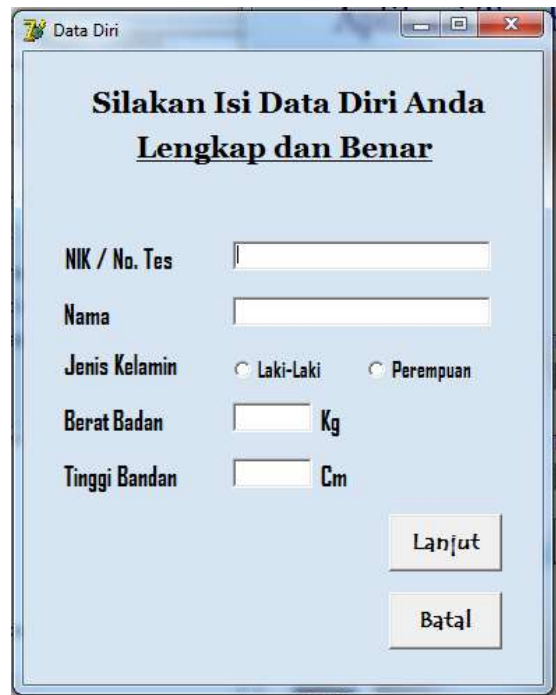 Data Diri
Silakan Isi Data Diri Anda
Lengkap dan Benar
NIK / No. Tes
Nama
Jenis Kelamin Laki-Laki Perempuan
Berat Badan Kg
Tinggi Bandan Cm
Lanjut
Batal